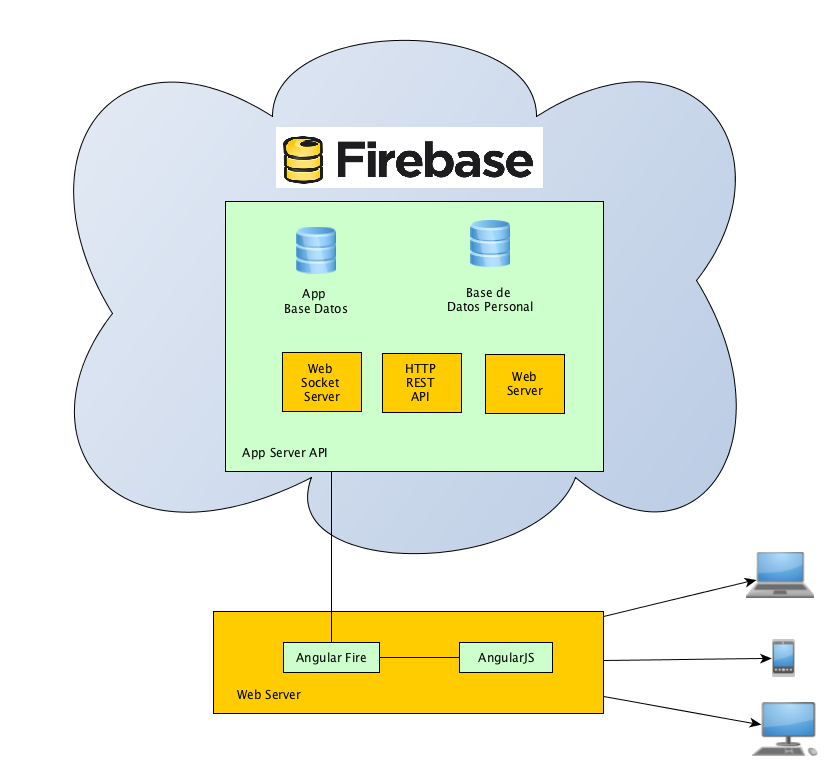 Firebase
App
Base Datos
Base de
Datos Personal
Web
Socket
Server
HTTP
REST
API
Web
Server
App Server API
Angular Fire
AngularJS
Web Server